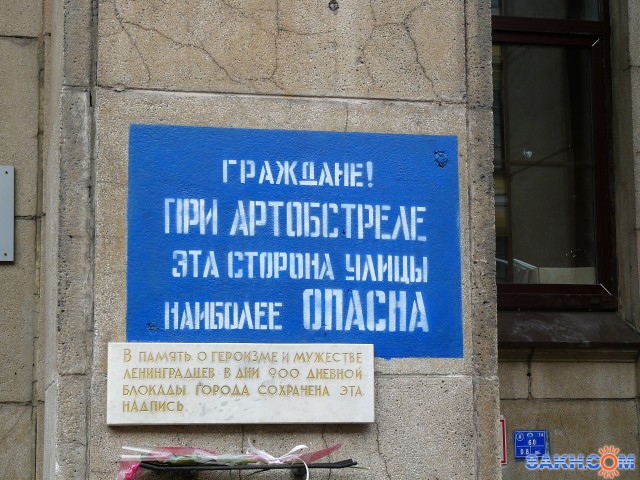 ГРАЖДАНЕ!
ПРИ АРТОБСТРЕЛЕ
ЭТА СТОРОНА УЛИЦЫ
НАИБОЛЕЕ ОПАСНА
В ПАМЯТЬ О ГЕРОИЗМЕ И МУЖЕСТВЕ
ЛЕНИНГРАДЦЕВ В ДНИ 900 ДНЕВНОЙ
БЛОКАДЫ ГОРОДА СОХРАНЕНА ЭТА
НАДПИСЬ.
60
SAKH.COM